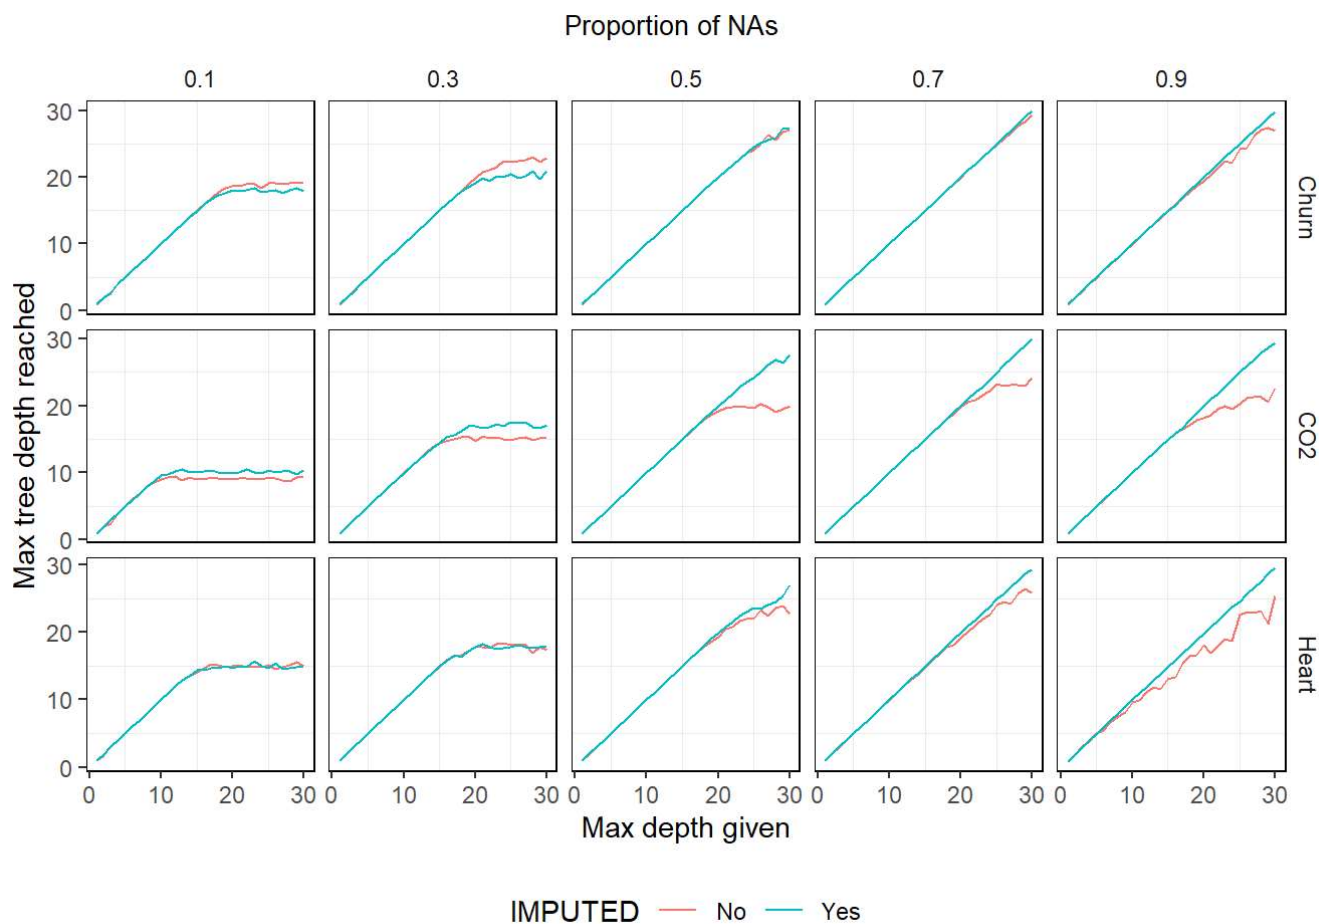 Proportion of NAs
0.1 0.3 0.5 0.7 0.9
30
20
10
0
Churn
30
20
10
0
CO2
30
20
10
0
Heart
Max tree depth reached
0 10 20 30 0 10 20 30 0 10 20 30 0 10 20 30 0 10 20 30
Max depth given
IMPUTED No Yes